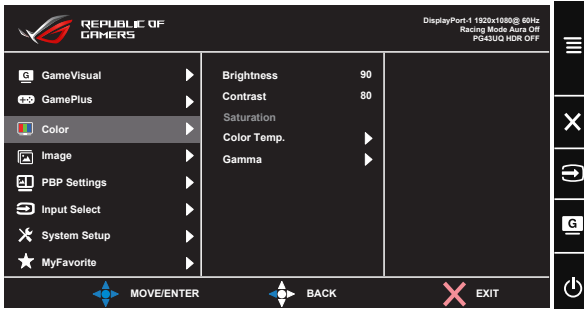 REPUBLIC OF
GAMERS
DisplayPort-1 1920x1080@ 60Hz
Racing Mode Aura Off
PG43UQ HDR OFF
G GameVisual
GamePlus
Color
Image
PBP Settings
Input Select
System Setup
MyFavorite
Brightness 90
Contrast 80
Saturation
Color Temp.
Gamma
G
MOVE/ENTER
BACK
EXIT